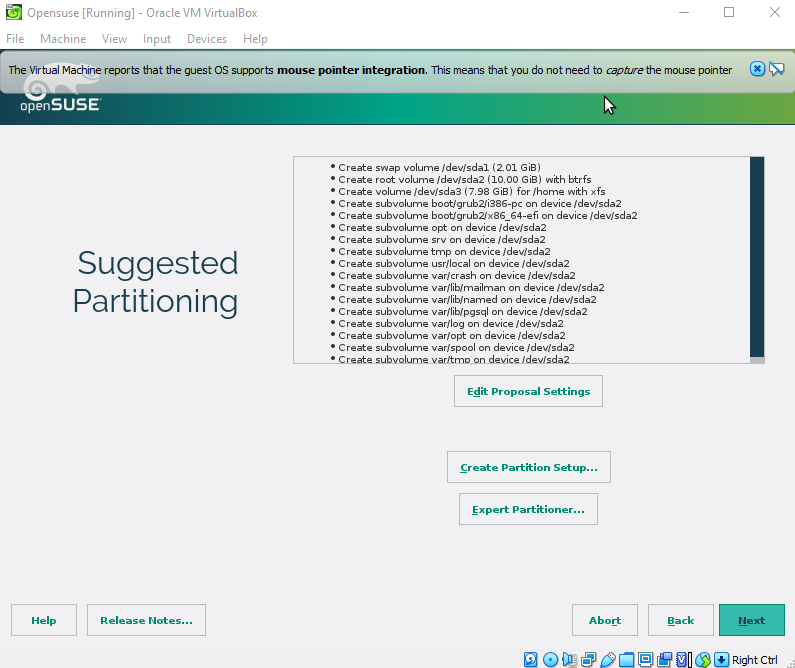 Opensuse [Running] - Oracle VM VirtualBox
File Machine View Input Devices Help
The Virtual Machine reports that the guest OS supports mouse pointer integration. This means that you do not need to capture the mouse pointer
openSUSE
Suggested
Partitioning
• Create swap volume /dev/sda1 (2.01 GiB)
• Create root volume /dev/sda2 (10.00 GiB) with btrfs
• Create volume /dev/sda3 (7.98 GiB) for /home with xfs
• Create subvolume boot/grub2/i386-pc on device /dev/sda2
• Create subvolume boot/grub2/x86_64-efi on device /dev/sda2
• Create subvolume opt on device /dev/sda2
• Create subvolume srv on device /dev/sda2
• Create subvolume tmp on device /dev/sda2
• Create subvolume usr/local on device /dev/sda2
• Create subvolume var/crash on device /dev/sda2
• Create subvolume var/lib/mailman on device /dev/sda2
• Create subvolume var/lib/named on device /dev/sda2
• Create subvolume var/lib/pgsql on device /dev/sda2
• Create subvolume var/log on device /dev/sda2
• Create subvolume var/opt on device /dev/sda2
• Create subvolume var/spool on device /dev/sda2
• Create subvolume var/tmp on device /dev/sda2
Edit Proposal Settings
Create Partition Setup...
Expert Partitioner...
Help Release Notes... Abort Back Next
Right Ctrl